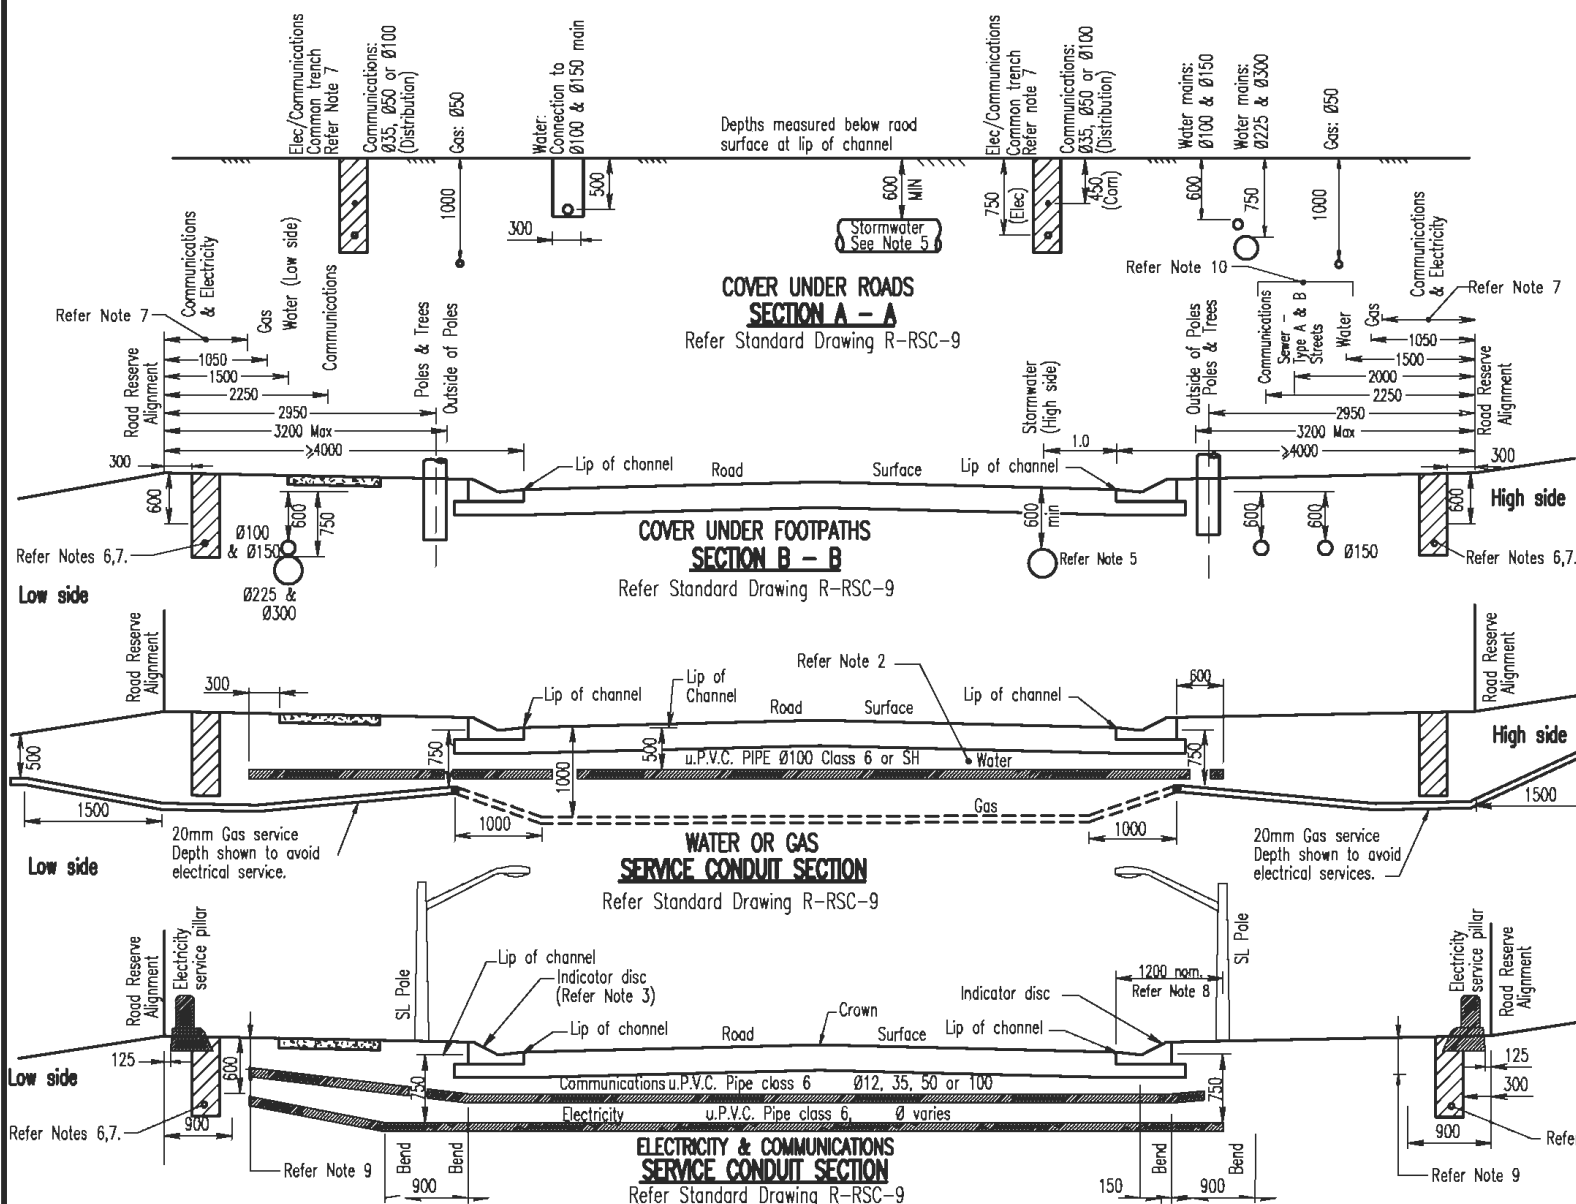 Elec/Communications
Common trench
Refer Note 7
Communications:
Ø35, Ø50 or Ø100
(Distribution)
Gas: Ø50
Water:
Connection to
Ø100 & Ø150 main
Depths measured below raod
surface at lip of channel
Elec/Communications
Common trench
Refer note 7
Communications:
Ø35, Ø50 or Ø100
(Distribution)
Water mains:
Ø100 & Ø150
Water mains:
Ø225 & Ø300
Gas: Ø50
1000
500
300
600
MIN
Stormwater
See Note 5
750
(Elec)
450
(Com)
600
750
1000
COVER UNDER ROADS
SECTION A - A
Refer Standard Drawing R-RSC-9
Refer Note 7
Communications
& Electricity
Gas
Water (Low side)
Communications
Poles & Trees
Outside of Poles
Road Reserve
Alignment
1050
1500
2250
2950
3200 Max
≥4000
Refer Note 10
Refer Note 7
Stormwater
(High side)
Outside of Poles
Poles & Trees
Communications
Sewer -
Type A & B
Streets
Water
Gas
Communications
& Electricity
Road Reserve
Alignment
1050
1500
2000
2250
2950
3200 Max
≥4000
1.0
300
600
Lip of channel
Road
Surface
Lip of channel
300
600
High side
Ø100
& Ø150
600
750
Ø225 &
Ø300
Refer Notes 6,7.
Low side
COVER UNDER FOOTPATHS
SECTION B - B
Refer Standard Drawing R-RSC-9
600
min
Refer Note 5
600
600
Ø150
Refer Notes 6,7.
Road Reserve
Alignment
300
Lip of channel
Lip of
Channel
Refer Note 2
Road
Surface
Lip of channel
600
Road Reserve
Alignment
High side
500
750
1000
500
u.P.V.C. PIPE Ø100 Class 6 or SH
Water
750
Gas
1500
1000
1000
1500
20mm Gas service
Depth shown to avoid
electrical service.
Low side
WATER OR GAS
SERVICE CONDUIT SECTION
Refer Standard Drawing R-RSC-9
20mm Gas service
Depth shown to avoid
electrical services.
Road Reserve
Alignment
Electricity
service pillar
SL Pole
Lip of channel
Indicator disc
(Refer Note 3)
Lip of channel
Road
Crown
Surface
Lip of channel
Indicator disc
1200 nom.
Refer Note 8
SL Pole
Electricity
service pillar
Road Reserve
Alignment
125
Low side
600
750
Communications u.P.V.C. Pipe class 6 Ø12, 35, 50 or 100
Electricity u.P.V.C. Pipe class 6, Ø varies
750
125
300
900
Refer Notes 6,7.
900
Refer Note 9
Bend
Bend
900
ELECTRICITY & COMMUNICATIONS
SERVICE CONDUIT SECTION
Refer Standard Drawing R-RSC-9
Bend
Bend
150
900
Refer Note 9